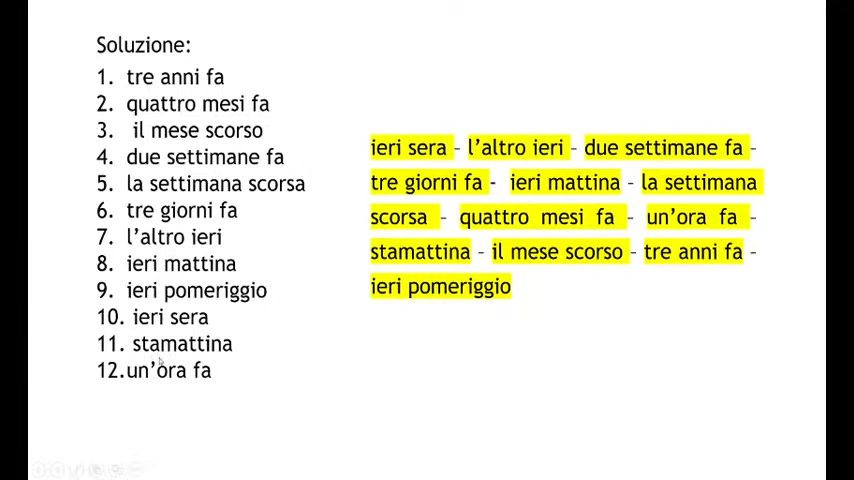 Soluzione:
1. tre anni fa
2. quattro mesi fa
3. il mese scorso
4. due settimane fa
5. la settimana scorsa
6. tre giorni fa
7. l'altro ieri
8. ieri mattina
9. ieri pomeriggio
10. ieri sera
11. stamattina
12.un'ora fa
ieri sera – l'altro ieri – due settimane fa –
tre giorni fa - ieri mattina – la settimana
scorsa – quattro mesi fa – un'ora fa –
stamattina – il mese scorso – tre anni fa –
ieri pomeriggio